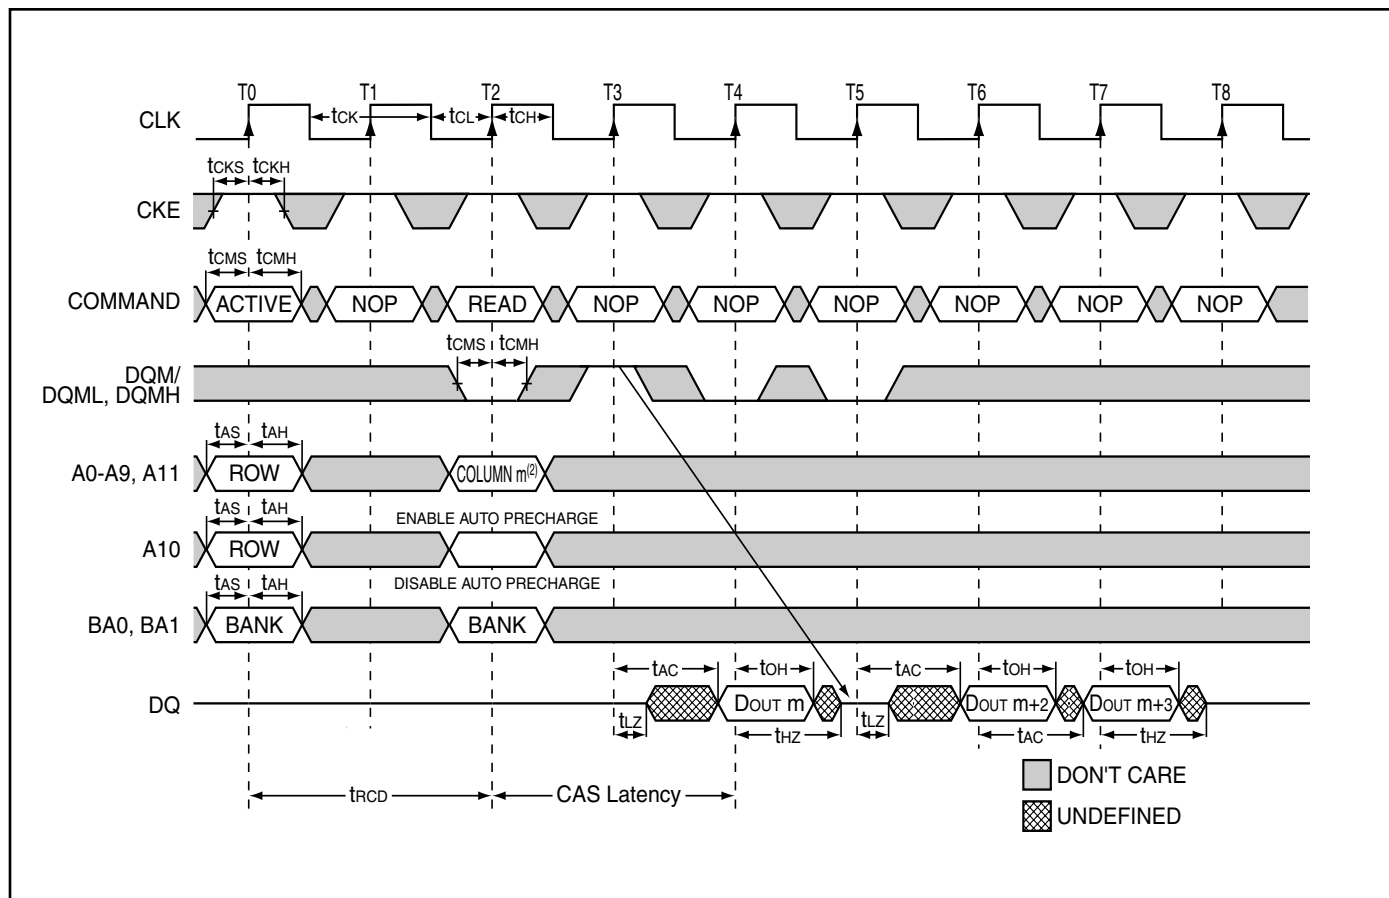 T0 T1 T2 T3 T4 T5 T6 T7 T8
CLK tCK tCL tCH
tCKS tCKH
CKE
tCMS tCMH
COMMAND ACTIVE NOP READ NOP NOP NOP NOP NOP NOP
tCMS tCMH
DQM/
DQML, DQMH
tAS tAH
A0-A9, A11 ROW COLUMN m(2)
tAS tAH ENABLE AUTO PRECHARGE
A10 ROW
tAS tAH DISABLE AUTO PRECHARGE
BA0, BA1 BANK BANK
tAC tOH tAC tOH tOH
DQ DOUT m DOUT m+2 DOUT m+3
tLZ tHZ tLZ tAC tHZ
DON'T CARE
tRCD CAS Latency
UNDEFINED